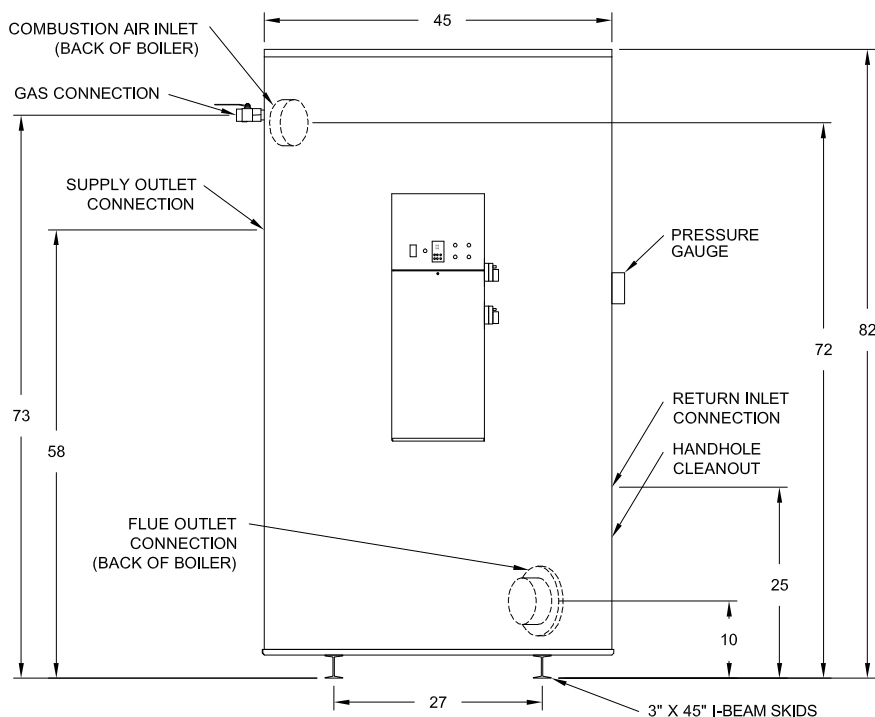 45
COMBUSTION AIR INLET
(BACK OF BOILER)
GAS CONNECTION
SUPPLY OUTLET
CONNECTION
PRESSURE
GAUGE
82
72
73
RETURN INLET
CONNECTION
58
HANDHOLE
CLEANOUT
FLUE OUTLET
CONNECTION
(BACK OF BOILER)
25
10
27
3" X 45" I-BEAM SKIDS